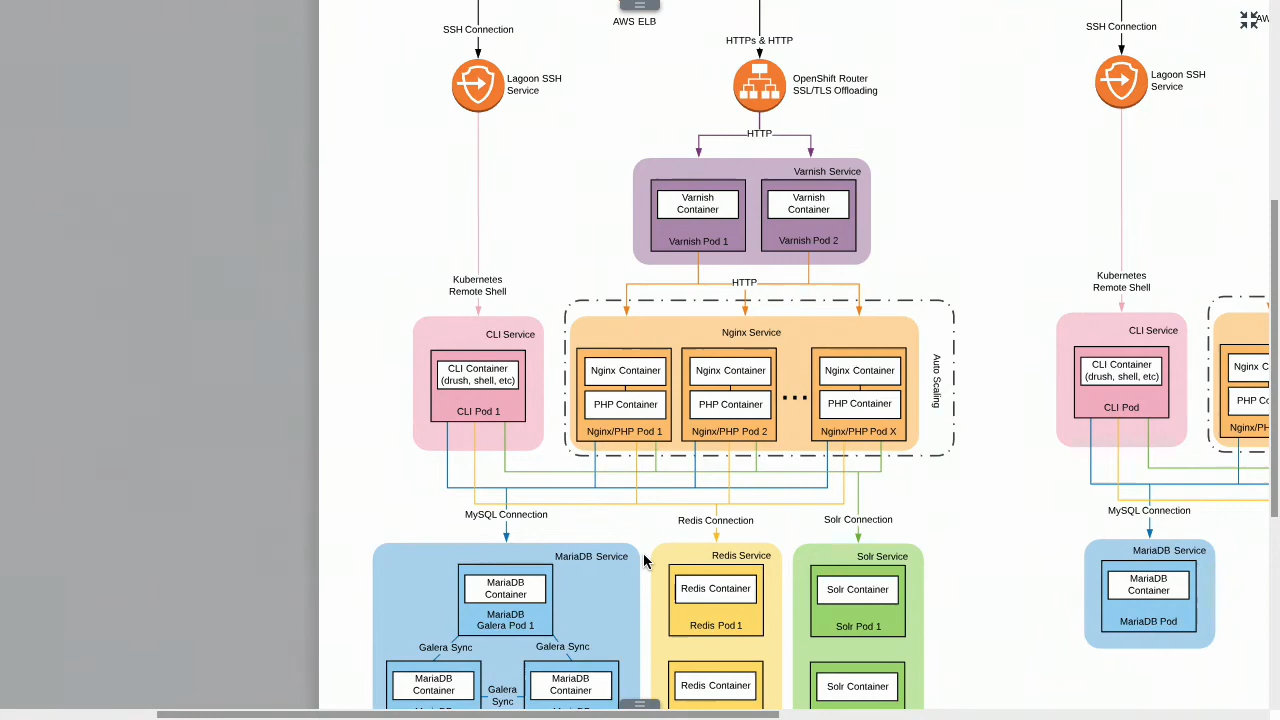 AWS ELB
AW
SSH Connection
HTTPs & HTTP
SSH Connection
Lagoon SSH
Service
OpenShift Router
SSL/TLS Offloading
Lagoon SSH
Service
HTTP
Varnish Service
Varnish
Container
Varnish Pod 1
Varnish
Container
Varnish Pod 2
Kubernetes
Remote Shell
HTTP
Kubernetes
Remote Shell
CLI Service
CLI Container
(drush, shell, etc)
CLI Pod 1
Nginx Service
Nginx Container
PHP Container
Nginx/PHP Pod 1
Nginx Container
PHP Container
Nginx/PHP Pod 2
...
Nginx Container
PHP Container
Nginx/PHP Pod X
Auto Scaling
CLI Service
CLI Container
(drush, shell, etc)
CLI Pod
Nginx C
PHP Co
Nginx/PH
MySQL Connection
Redis Connection
Solr Connection
MySQL Connection
MariaDB Service
MariaDB
Container
MariaDB
Galera Pod 1
Galera Sync
Galera Sync
MariaDB
Container
Galera
Sync
MariaDB
Container
Redis Service
Redis Container
Redis Pod 1
Redis Container
Solr Service
Solr Container
Solr Pod 1
Solr Container
MariaDB Service
MariaDB
Container
MariaDB Pod